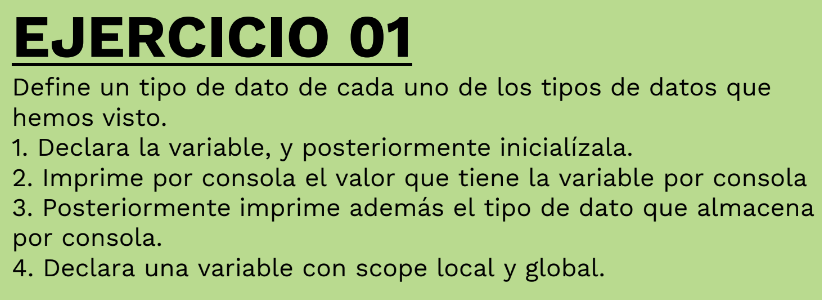 EJERCICIO 01
Define un tipo de dato de cada uno de los tipos de datos que
hemos visto.
1. Declara la variable, y posteriormente inicialízala.
2. Imprime por consola el valor que tiene la variable por consola
3. Posteriormente imprime además el tipo de dato que almacena
por consola.
4. Declara una variable con scope local y global.